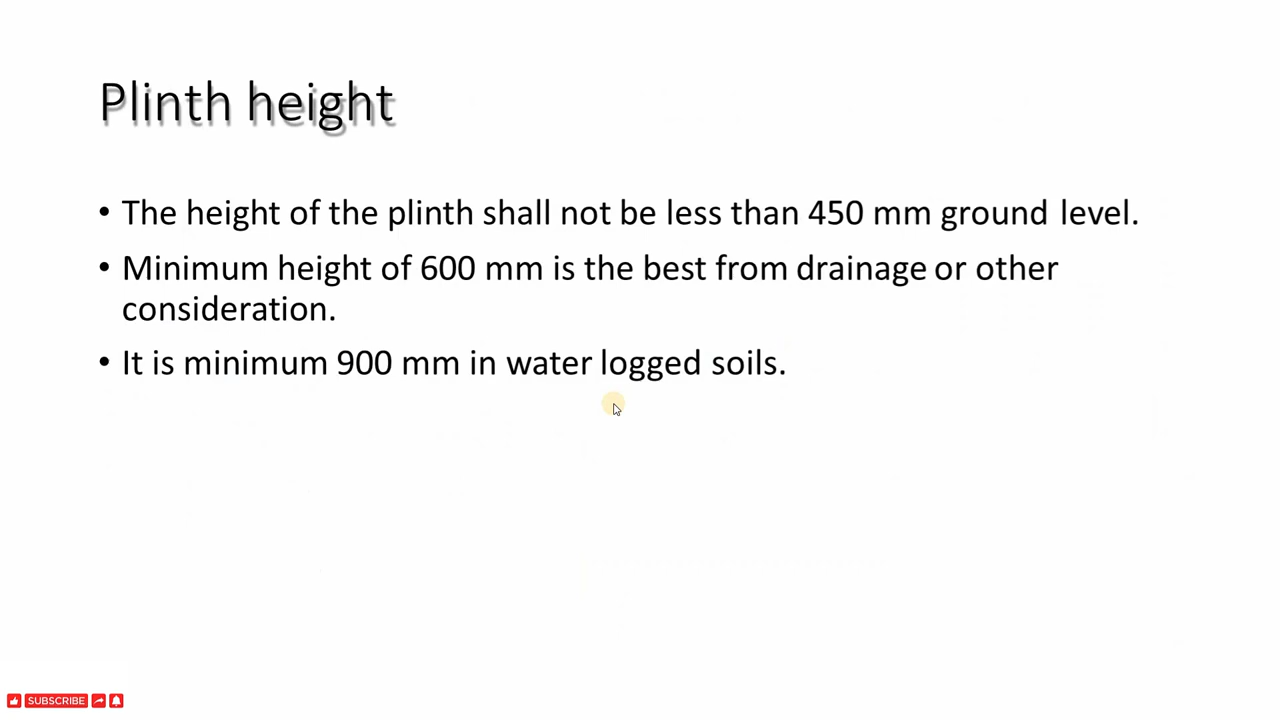 Plinth height
• The height of the plinth shall not be less than 450 mm ground level.
• Minimum height of 600 mm is the best from drainage or other
consideration.
• It is minimum 900 mm in water logged soils.
SUBSCRIBE